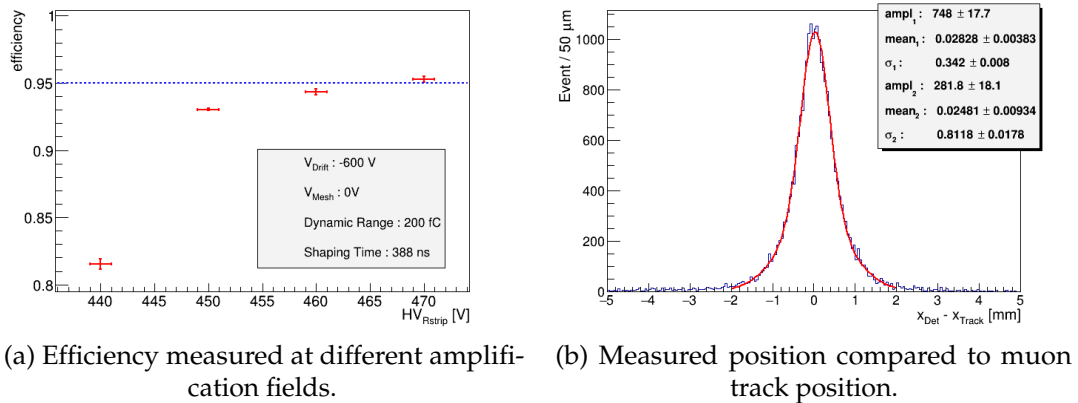 efficiency
1
0.95
0.9
0.85
0.8
V_Drift : -600 V
V_Mesh : 0V
Dynamic Range : 200 fC
Shaping Time : 388 ns
440 445 450 455 460 465 470
HV_Rstrip [V]
(a) Efficiency measured at different amplifi-
cation fields.
Event / 50 μm
1000
800
600
400
200
0
ampl_1 : 748 ± 17.7
mean_1 : 0.02828 ± 0.00383
σ_1 : 0.342 ± 0.008
ampl_2 : 281.8 ± 18.1
mean_2 : 0.02481 ± 0.00934
σ_2 : 0.8118 ± 0.0178
−5 −4 −3 −2 −1 0 1 2 3 4 5
x_Det - x_Track [mm]
(b) Measured position compared to muon
track position.